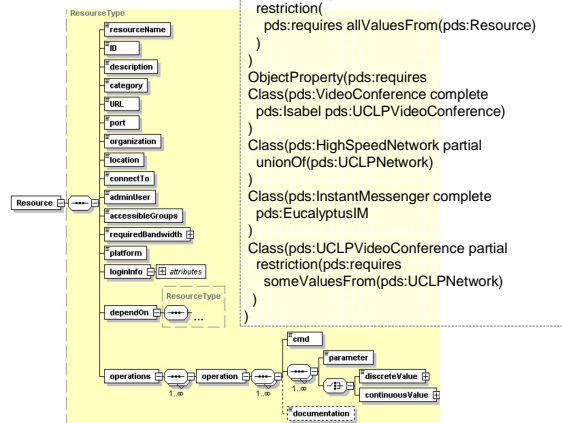 ResourceType
resourceName
ID
description
category
URL
port
organization
location
connectTo
Resource
adminUser
accessibleGroups
requiredBandwidth
platform
loginInfo
attributes
ResourceType
dependOn
...
operations
1..∞
operation
1..∞
cmd
1..∞
parameter
discreteValue
continuousValue
documentation
restriction(
pds:requires allValuesFrom(pds:Resource)
)
)
ObjectProperty(pds:requires
Class(pds:VideoConference complete
pds:Isabel pds:UCLPVideoConference)
)
Class(pds:HighSpeedNetwork partial
unionOf(pds:UCLPNetwork)
)
Class(pds:InstantMessenger complete
pds:EucalyptusIM
)
Class(pds:UCLPVideoConference partial
restriction(pds:requires
someValuesFrom(pds:UCLPNetwork)
)
)